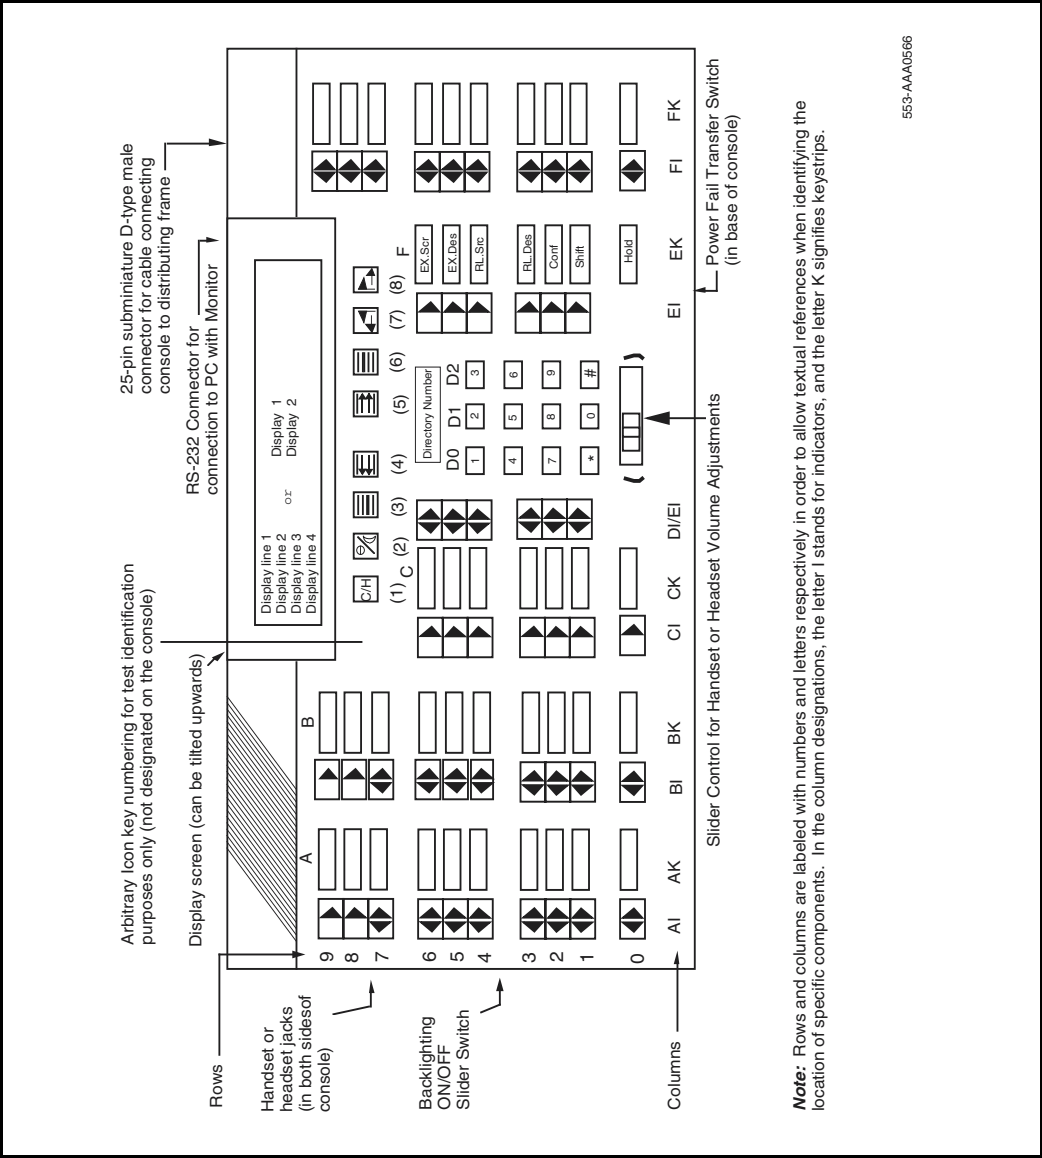 25-pin subminiature D-type male
connector for cable connecting
console to distributing frame
RS-232 Connector for
connection to PC with Monitor
Arbitrary Icon key numbering for test identification
purposes only (not designated on the console)
Display screen (can be tilted upwards)
Rows
Handset or
headset jacks
(in both sidesof
console)
Backlighting
ON/OFF
Slider Switch
Columns
Display line 1
Display line 2
Display line 3
Display line 4
or
Display 1
Display 2
C/H
(1) (2) (3) (4) (5) (6) (7) (8)
A B C F
9
8
7
6
5
4
3
2
1
0
Directory Number
D0 D1 D2
1 2 3
4 5 6
7 8 9
* 0 #
EX.Scr
EX.Des
RL.Src
RL.Des
Conf
Shift
Hold
AI AK BI BK CI CK DI/EI EI EK FI FK
Slider Control for Handset or Headset Volume Adjustments
Power Fail Transfer Switch
(in base of console)
Note: Rows and columns are labeled with numbers and letters respectively in order to allow textual references when identifying the
location of specific components. In the column designations, the letter I stands for indicators, and the letter K signifies keystrips.
553-AAA0566